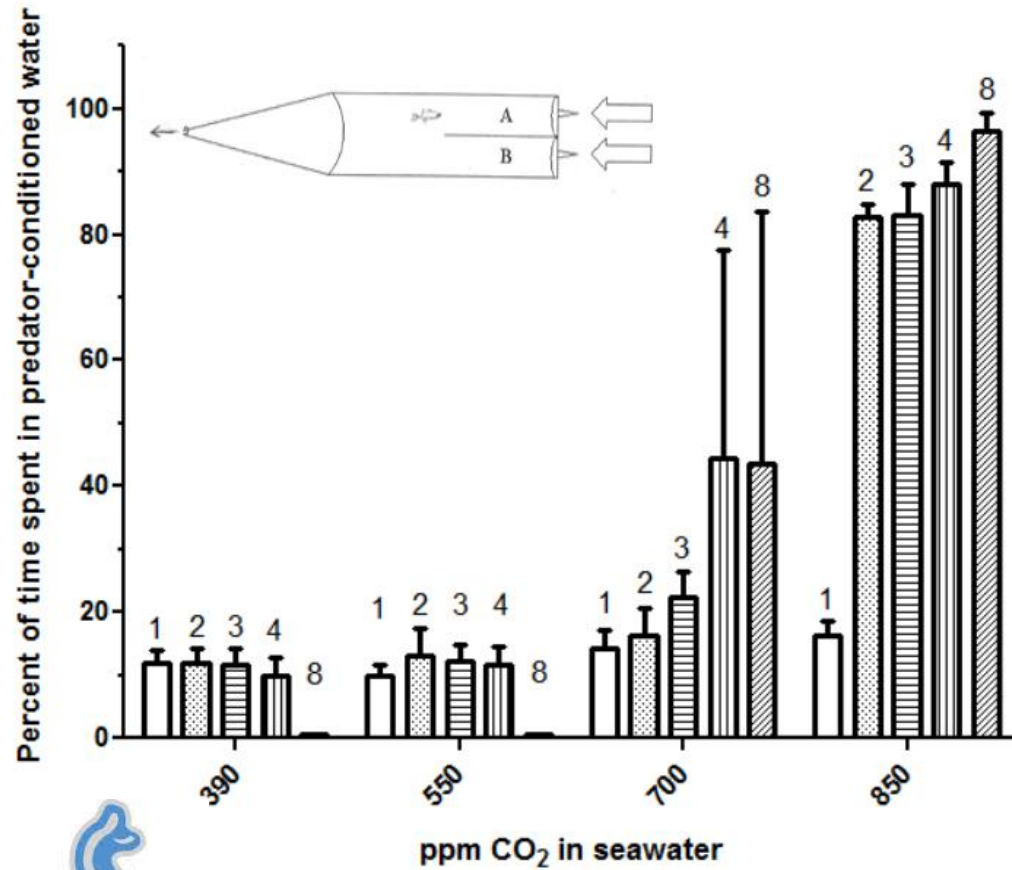 Percent of time spent in predator-conditioned water
100
80
60
40
20
0
A
B
1 2 3 4 8
1 2 3 4 8
1 2 3 4 8
1 2 3 4 8
390 550 700 850
ppm CO₂ in seawater